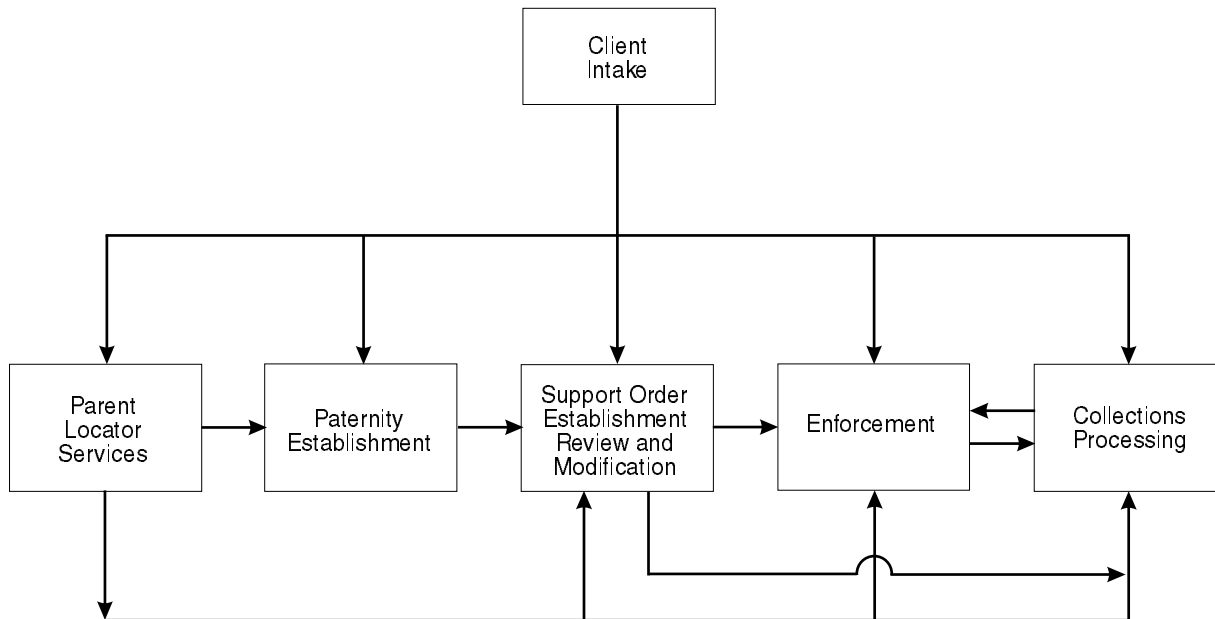 Client
Intake
Parent
Locator
Services
Paternity
Establishment
Support Order
Establishment
Review and
Modification
Enforcement
Collections
Processing